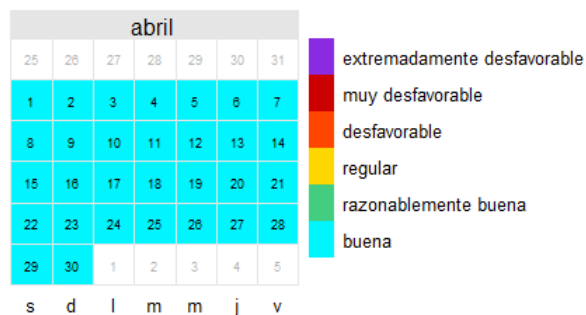 abril
25 26 27 28 29 30 31
1 2 3 4 5 6 7
8 9 10 11 12 13 14
15 16 17 18 19 20 21
22 23 24 25 26 27 28
29 30 1 2 3 4 5
s d l m m j v
extremadamente desfavorable
muy desfavorable
desfavorable
regular
razonablemente buena
buena